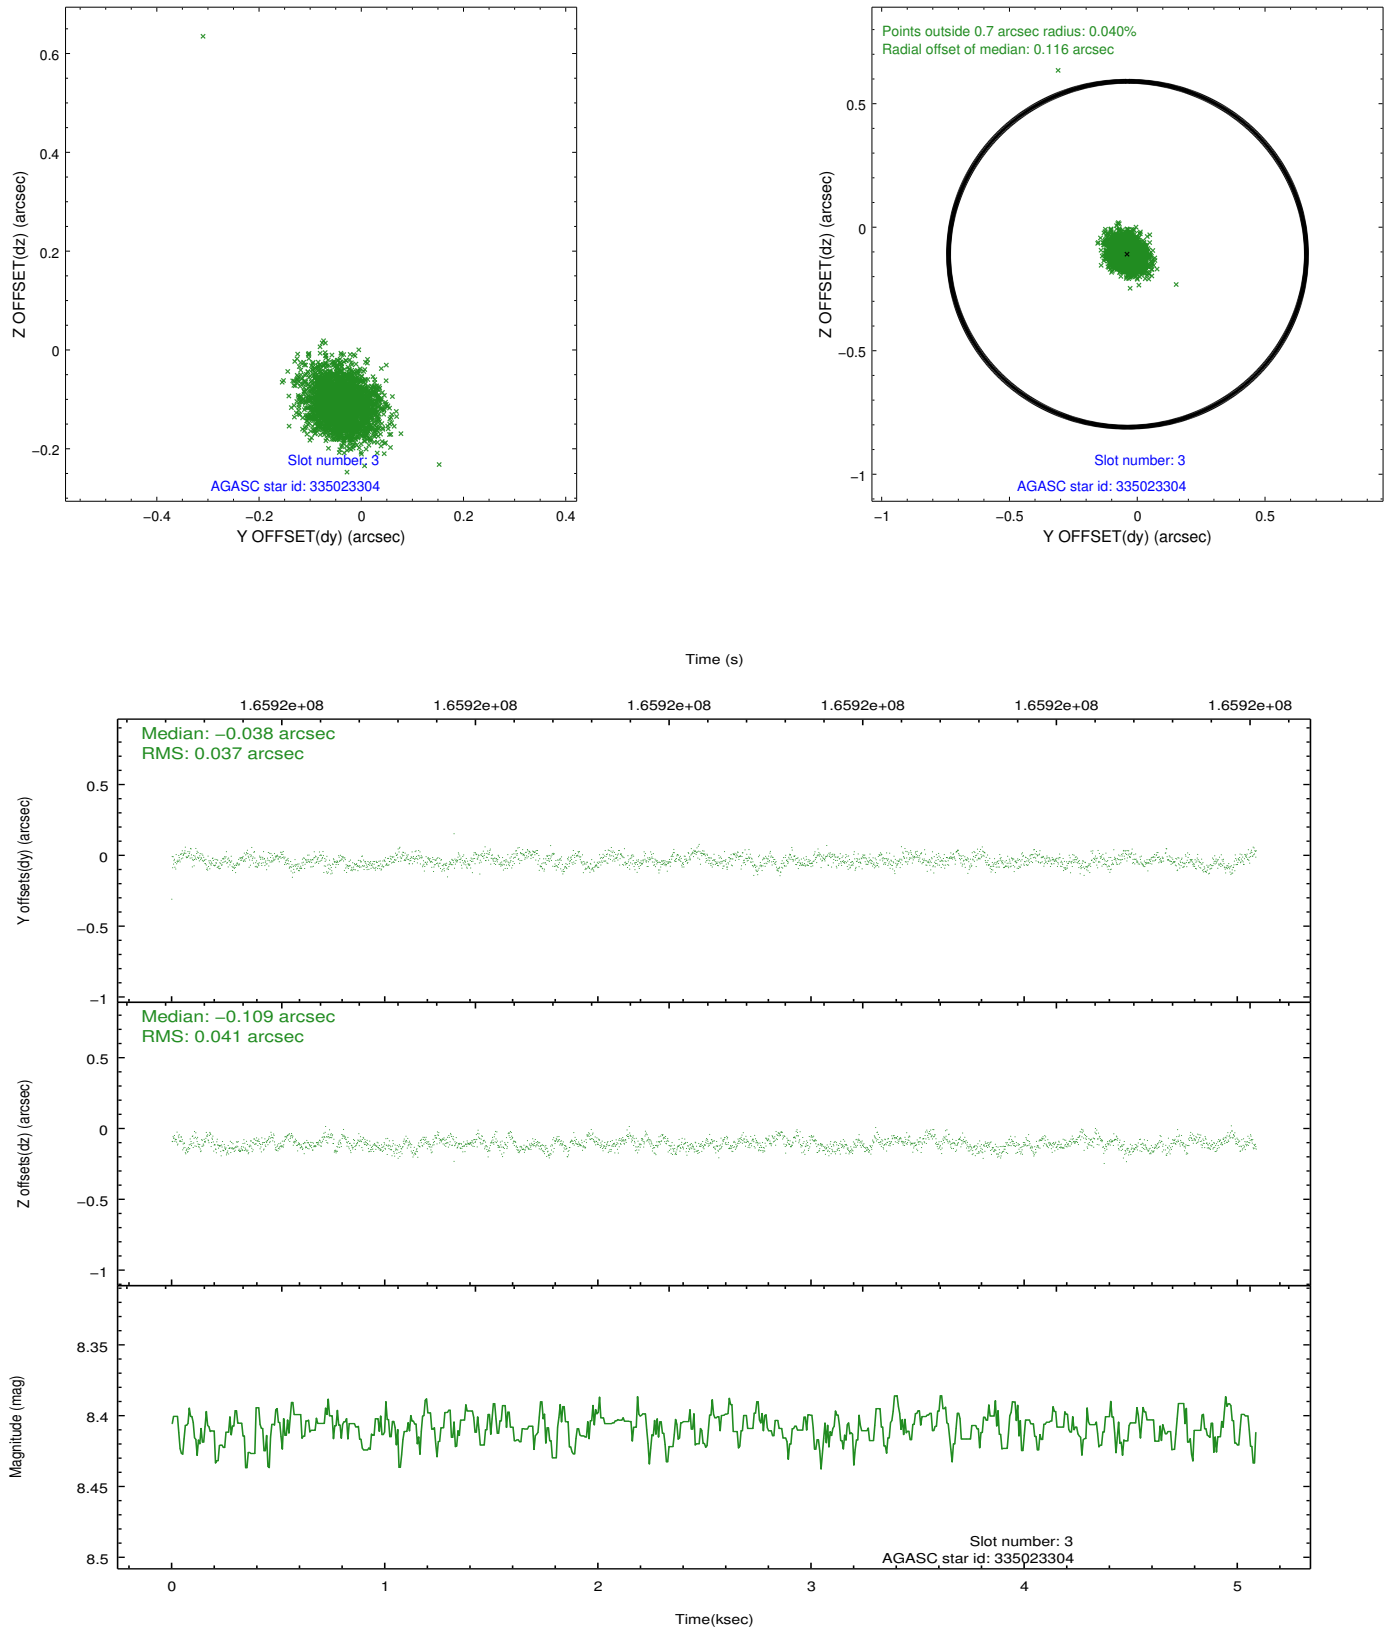 0.6
0.4
0.2
0
−0.2
Z OFFSET(dz) (arcsec)
Slot number: 3
AGASC star id: 335023304
−0.4 −0.2 0 0.2 0.4
Y OFFSET(dy) (arcsec)
Points outside 0.7 arcsec radius: 0.040%
Radial offset of median: 0.116 arcsec
0.5
0
−0.5
−1
Z OFFSET(dz) (arcsec)
Slot number: 3
AGASC star id: 335023304
−1 −0.5 0 0.5
Y OFFSET(dy) (arcsec)
Time (s)
1.6592e+08 1.6592e+08 1.6592e+08 1.6592e+08 1.6592e+08 1.6592e+08
Median: −0.038 arcsec
RMS: 0.037 arcsec
0.5
0
−0.5
−1
Y offsets(dy) (arcsec)
Median: −0.109 arcsec
RMS: 0.041 arcsec
0.5
0
−0.5
−1
Z offsets(dz) (arcsec)
8.35
8.4
8.45
8.5
Magnitude (mag)
Slot number: 3
AGASC star id: 335023304
0 1 2 3 4 5
Time(ksec)